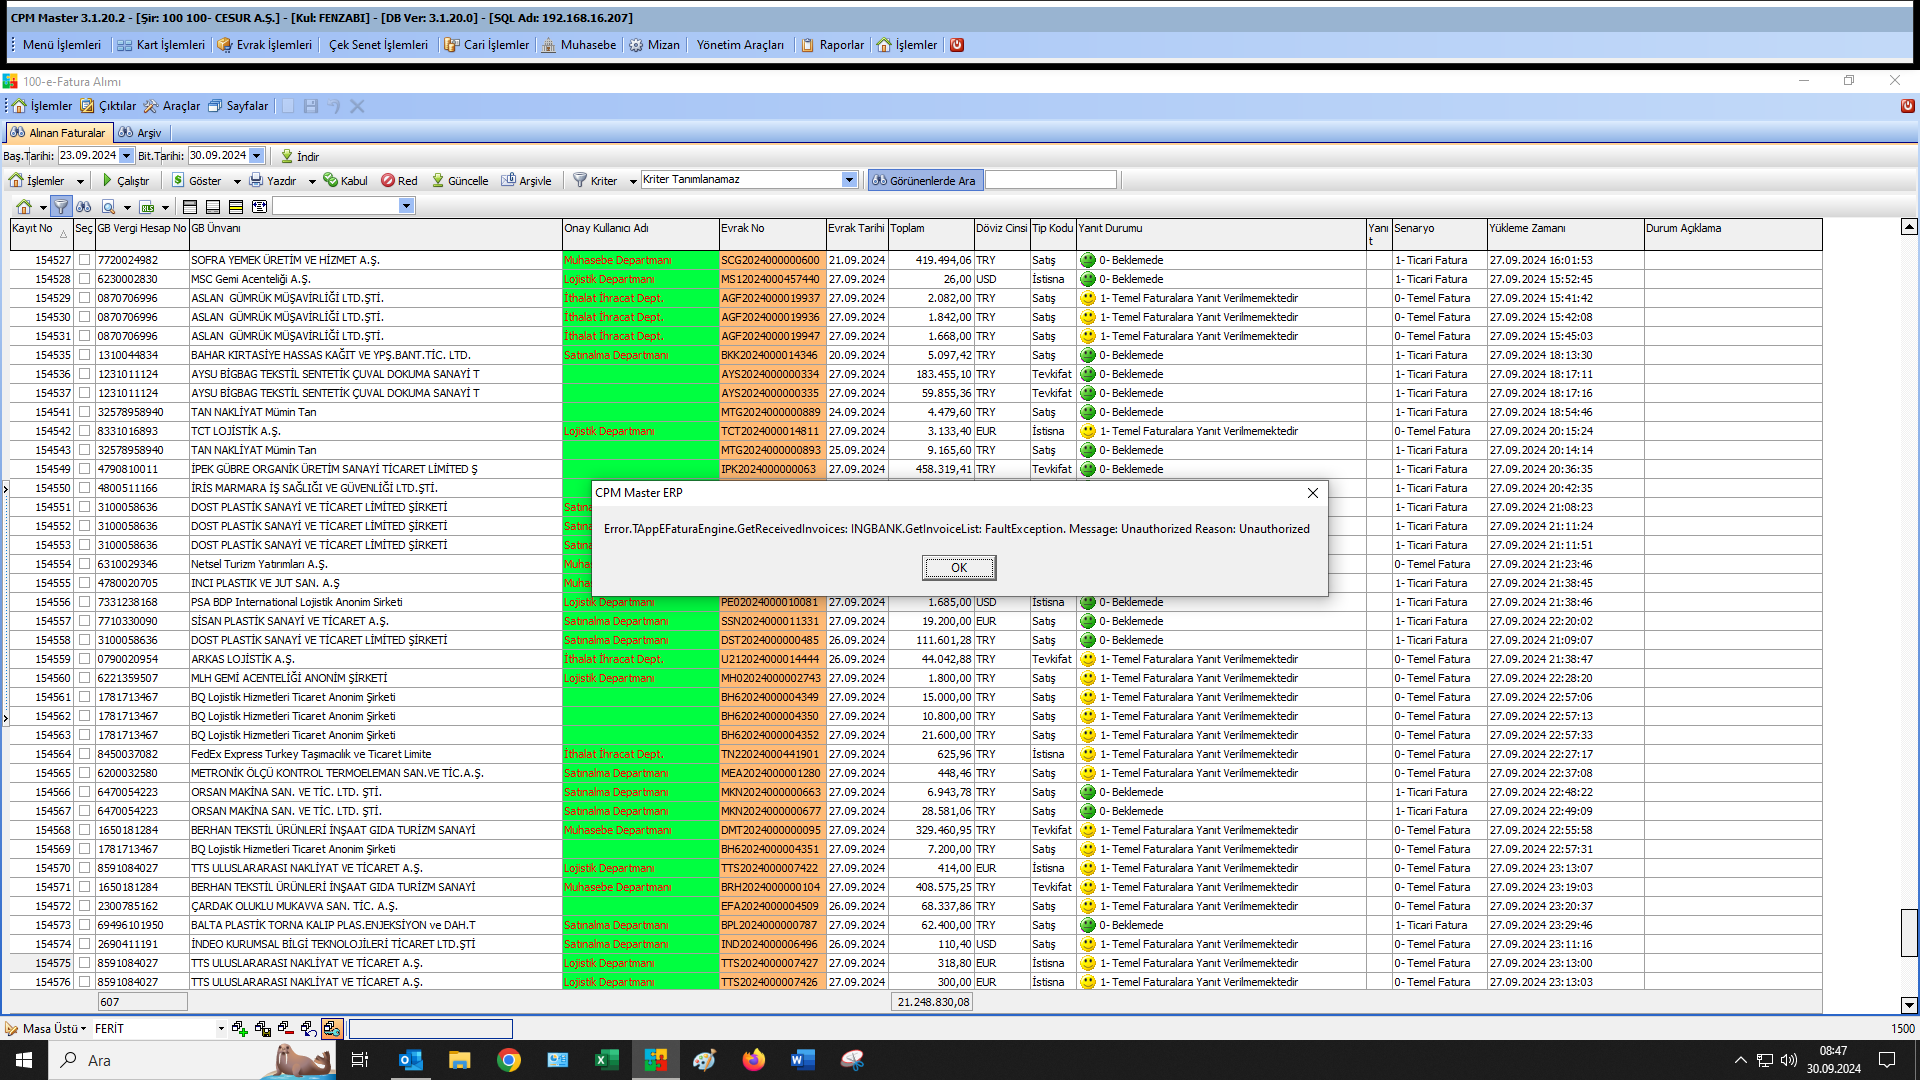 CPM Master 3.1.20.2 - [Şir: 100 100- CESUR A.Ş.] - [Kul: FENZABI] - [DB Ver: 3.1.20.0] - [SQL Adı: 192.168.16.207]
Menü İşlemleri Kart İşlemleri Evrak İşlemleri Çek Senet İşlemleri Cari İşlemler Muhasebe Mizan Yönetim Araçları Raporlar İşlemler
100-e-Fatura Alımı
İşlemler Çıktılar Araçlar Sayfalar
Alınan Faturalar Arşiv
Baş.Tarihi: 23.09.2024 Bit.Tarihi: 30.09.2024 İndir
İşlemler Çalıştır Göster Yazdır Kabul Red Güncelle Arşivle Kriter Kriter Tanımlanamaz Görünenlerde Ara
Kayıt No Seç GB Vergi Hesap No GB Ünvanı Onay Kullanıcı Adı Evrak No Evrak Tarihi Toplam Döviz Cinsi Tip Kodu Yanıt Durumu Yanıt Senaryo Yükleme Zamanı Durum Açıklama
154527 7720024982 SOFRA YEMEK ÜRETİM VE HİZMET A.Ş. Muhasebe Departmanı SCG2024000000600 21.09.2024 419.494,06 TRY Satış 0- Beklemede 1- Ticari Fatura 27.09.2024 16:01:53
154528 6230002830 MSC Gemi Acenteliği A.Ş. Lojistik Departmanı MS12024000457440 27.09.2024 26,00 USD İstisna 0- Beklemede 1- Ticari Fatura 27.09.2024 15:52:45
154529 0870706996 ASLAN GÜMRÜK MÜŞAVİRLİĞİ LTD.ŞTİ. İthalat İhracat Dept. AGF2024000019937 27.09.2024 2.082,00 TRY Satış 1- Temel Faturalara Yanıt Verilmemektedir 0- Temel Fatura 27.09.2024 15:41:42
154530 0870706996 ASLAN GÜMRÜK MÜŞAVİRLİĞİ LTD.ŞTİ. İthalat İhracat Dept. AGF2024000019936 27.09.2024 1.842,00 TRY Satış 1- Temel Faturalara Yanıt Verilmemektedir 0- Temel Fatura 27.09.2024 15:42:08
154531 0870706996 ASLAN GÜMRÜK MÜŞAVİRLİĞİ LTD.ŞTİ. İthalat İhracat Dept. AGF2024000019947 27.09.2024 1.668,00 TRY Satış 1- Temel Faturalara Yanıt Verilmemektedir 0- Temel Fatura 27.09.2024 15:45:03
154535 1310044834 BAHAR KIRTASİYE HASSAS KAĞIT VE YPŞ.BANT.TİC. LTD. Satınalma Departmanı BKK2024000014346 20.09.2024 5.097,42 TRY Satış 0- Beklemede 1- Ticari Fatura 27.09.2024 18:13:30
154536 1231011124 AYSU BİGBAG TEKSTİL SENTETİK ÇUVAL DOKUMA SANAYİ T AYS2024000000334 27.09.2024 183.455,10 TRY Tevkifat 0- Beklemede 1- Ticari Fatura 27.09.2024 18:17:11
154537 1231011124 AYSU BİGBAG TEKSTİL SENTETİK ÇUVAL DOKUMA SANAYİ T AYS2024000000335 27.09.2024 59.855,36 TRY Tevkifat 0- Beklemede 1- Ticari Fatura 27.09.2024 18:17:16
154541 32578958940 TAN NAKLİYAT Mümin Tan MTG2024000000889 24.09.2024 4.479,60 TRY Satış 0- Beklemede 1- Ticari Fatura 27.09.2024 18:54:46
154542 8331016893 TCT LOJİSTİK A.Ş. Lojistik Departmanı TCT2024000014811 27.09.2024 3.133,40 EUR İstisna 1- Temel Faturalara Yanıt Verilmemektedir 0- Temel Fatura 27.09.2024 20:15:24
154543 32578958940 TAN NAKLİYAT Mümin Tan MTG2024000000893 25.09.2024 9.165,60 TRY Satış 0- Beklemede 1- Ticari Fatura 27.09.2024 20:14:14
154549 4790810011 İPEK GÜBRE ORGANİK ÜRETİM SANAYİ TİCARET LİMİTED Ş IPK2024000000063 27.09.2024 458.319,41 TRY Tevkifat 0- Beklemede 1- Ticari Fatura 27.09.2024 20:36:35
154550 4800511166 İRİS MARMARA İŞ SAĞLIĞI VE GÜVENLİĞİ LTD.ŞTİ. 1- Ticari Fatura 27.09.2024 20:42:35
154551 3100058636 DOST PLASTİK SANAYİ VE TİCARET LİMİTED ŞİRKETİ Satına 1- Ticari Fatura 27.09.2024 21:08:23
154552 3100058636 DOST PLASTİK SANAYİ VE TİCARET LİMİTED ŞİRKETİ Satına 1- Ticari Fatura 27.09.2024 21:11:24
154553 3100058636 DOST PLASTİK SANAYİ VE TİCARET LİMİTED ŞİRKETİ Satına 1- Ticari Fatura 27.09.2024 21:11:51
154554 6310029346 Netsel Turizm Yatırımları A.Ş. Muha 0- Temel Fatura 27.09.2024 21:23:46
154555 4780020705 INCI PLASTIK VE JUT SAN. A.Ş Muha 1- Ticari Fatura 27.09.2024 21:38:45
CPM Master ERP
Error.TAppEFaturaEngine.GetReceivedInvoices: INGBANK.GetInvoiceList: FaultException. Message: Unauthorized Reason: Unauthorized
OK
154556 7331238168 PSA BDP International Lojistik Anonim Sirketi Lojistik Departmanı PE02024000010081 27.09.2024 1.685,00 USD İstisna 0- Beklemede 1- Ticari Fatura 27.09.2024 21:38:46
154557 7710330090 SİSAN PLASTİK SANAYİ VE TİCARET A.Ş. Satınalma Departmanı SSN2024000011331 27.09.2024 19.200,00 EUR Satış 0- Beklemede 1- Ticari Fatura 27.09.2024 22:20:02
154558 3100058636 DOST PLASTİK SANAYİ VE TİCARET LİMİTED ŞİRKETİ Satınalma Departmanı DST2024000000485 26.09.2024 111.601,28 TRY Satış 0- Beklemede 1- Ticari Fatura 27.09.2024 21:09:07
154559 0790020954 ARKAS LOJİSTİK A.Ş. İthalat İhracat Dept. U212024000014444 26.09.2024 44.042,88 TRY Tevkifat 1- Temel Faturalara Yanıt Verilmemektedir 0- Temel Fatura 27.09.2024 21:38:47
154560 6221359507 MLH GEMİ ACENTELİĞİ ANONİM ŞİRKETİ Lojistik Departmanı MH02024000002743 27.09.2024 1.800,00 TRY Satış 1- Temel Faturalara Yanıt Verilmemektedir 0- Temel Fatura 27.09.2024 22:28:20
154561 1781713467 BQ Lojistik Hizmetleri Ticaret Anonim Şirketi BH62024000004349 27.09.2024 15.000,00 TRY Satış 1- Temel Faturalara Yanıt Verilmemektedir 0- Temel Fatura 27.09.2024 22:57:06
154562 1781713467 BQ Lojistik Hizmetleri Ticaret Anonim Şirketi BH62024000004350 27.09.2024 10.800,00 TRY Satış 1- Temel Faturalara Yanıt Verilmemektedir 0- Temel Fatura 27.09.2024 22:57:13
154563 1781713467 BQ Lojistik Hizmetleri Ticaret Anonim Şirketi BH62024000004352 27.09.2024 21.600,00 TRY Satış 1- Temel Faturalara Yanıt Verilmemektedir 0- Temel Fatura 27.09.2024 22:57:33
154564 8450037082 FedEx Express Turkey Taşımacılık ve Ticaret Limite İthalat İhracat Dept. TN22024000441901 27.09.2024 625,96 TRY İstisna 1- Temel Faturalara Yanıt Verilmemektedir 0- Temel Fatura 27.09.2024 22:27:17
154565 6200032580 METRONİK ÖLÇÜ KONTROL TERMOELEMAN SAN.VE TİC.A.Ş. Satınalma Departmanı MEA2024000001280 27.09.2024 448,46 TRY Satış 1- Temel Faturalara Yanıt Verilmemektedir 0- Temel Fatura 27.09.2024 22:37:08
154566 6470054223 ORSAN MAKİNA SAN. VE TİC. LTD. ŞTİ. Satınalma Departmanı MKN2024000000663 27.09.2024 6.943,78 TRY Satış 0- Beklemede 1- Ticari Fatura 27.09.2024 22:48:22
154567 6470054223 ORSAN MAKİNA SAN. VE TİC. LTD. ŞTİ. Satınalma Departmanı MKN2024000000677 27.09.2024 28.581,06 TRY Satış 0- Beklemede 1- Ticari Fatura 27.09.2024 22:49:09
154568 1650181284 BERHAN TEKSTİL ÜRÜNLERİ İNŞAAT GIDA TURİZM SANAYİ Muhasebe Departmanı DMT2024000000095 27.09.2024 329.460,95 TRY Tevkifat 1- Temel Faturalara Yanıt Verilmemektedir 0- Temel Fatura 27.09.2024 22:55:58
154569 1781713467 BQ Lojistik Hizmetleri Ticaret Anonim Şirketi BH62024000004351 27.09.2024 7.200,00 TRY Satış 1- Temel Faturalara Yanıt Verilmemektedir 0- Temel Fatura 27.09.2024 22:57:31
154570 8591084027 TTS ULUSLARARASI NAKLİYAT VE TİCARET A.Ş. Lojistik Departmanı TTS2024000007422 27.09.2024 414,00 EUR İstisna 1- Temel Faturalara Yanıt Verilmemektedir 0- Temel Fatura 27.09.2024 23:13:07
154571 1650181284 BERHAN TEKSTİL ÜRÜNLERİ İNŞAAT GIDA TURİZM SANAYİ Muhasebe Departmanı BRH2024000000104 27.09.2024 408.575,25 TRY Tevkifat 1- Temel Faturalara Yanıt Verilmemektedir 0- Temel Fatura 27.09.2024 23:19:03
154572 2300785162 ÇARDAK OLUKLU MUKAVVA SAN. TİC. A.Ş. EFA2024000004509 26.09.2024 68.337,86 TRY Satış 1- Temel Faturalara Yanıt Verilmemektedir 0- Temel Fatura 27.09.2024 23:20:37
154573 69496101950 BALTA PLASTİK TORNA KALIP PLAS.ENJEKSİYON ve DAH.T Satınalma Departmanı BPL2024000000787 27.09.2024 62.400,00 TRY Satış 0- Beklemede 1- Ticari Fatura 27.09.2024 23:29:46
154574 2690411191 İNDEO KURUMSAL BİLGİ TEKNOLOJİLERİ TİCARET LTD.ŞTİ Satınalma Departmanı IND2024000006496 26.09.2024 110,40 USD Satış 1- Temel Faturalara Yanıt Verilmemektedir 0- Temel Fatura 27.09.2024 23:11:16
154575 8591084027 TTS ULUSLARARASI NAKLİYAT VE TİCARET A.Ş. Lojistik Departmanı TTS2024000007427 27.09.2024 318,80 EUR İstisna 1- Temel Faturalara Yanıt Verilmemektedir 0- Temel Fatura 27.09.2024 23:13:00
154576 8591084027 TTS ULUSLARARASI NAKLİYAT VE TİCARET A.Ş. Lojistik Departmanı TTS2024000007426 27.09.2024 300,00 EUR İstisna 1- Temel Faturalara Yanıt Verilmemektedir 0- Temel Fatura 27.09.2024 23:13:03
607 21.248.830,08
Masa Üstü FERİT 1500
Ara 08:47
30.09.2024